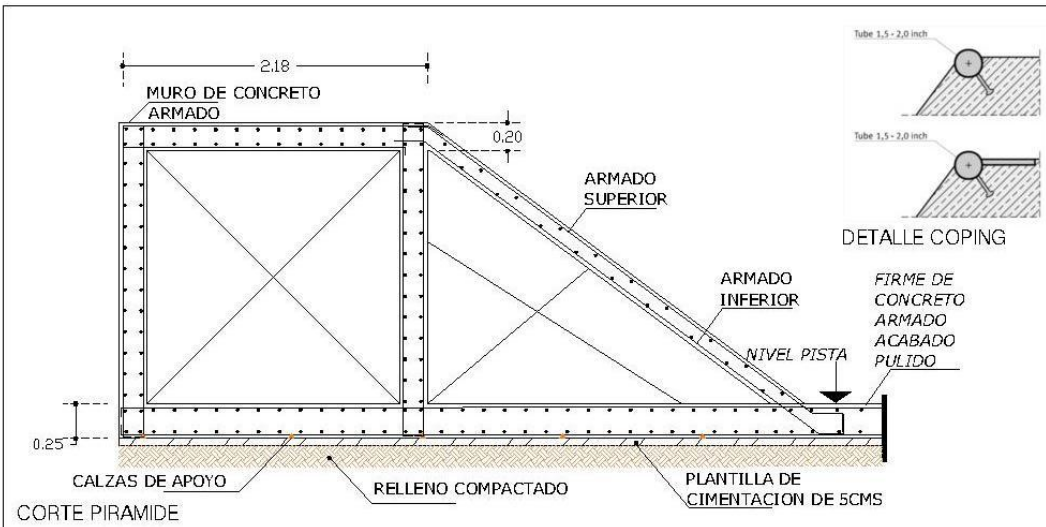 2.18
MURO DE CONCRETO
ARMADO
0.20
ARMADO
SUPERIOR
ARMADO
INFERIOR
NIVEL PISTA
FIRME DE
CONCRETO
ARMADO
ACABADO
PULIDO
0.25
CALZAS DE APOYO
RELLENO COMPACTADO
PLANTILLA DE
CIMENTACION DE 5CMS
CORTE PIRAMIDE
Tube 1,5 - 2,0 inch
Tube 1,5 - 2,0 inch
DETALLE COPING